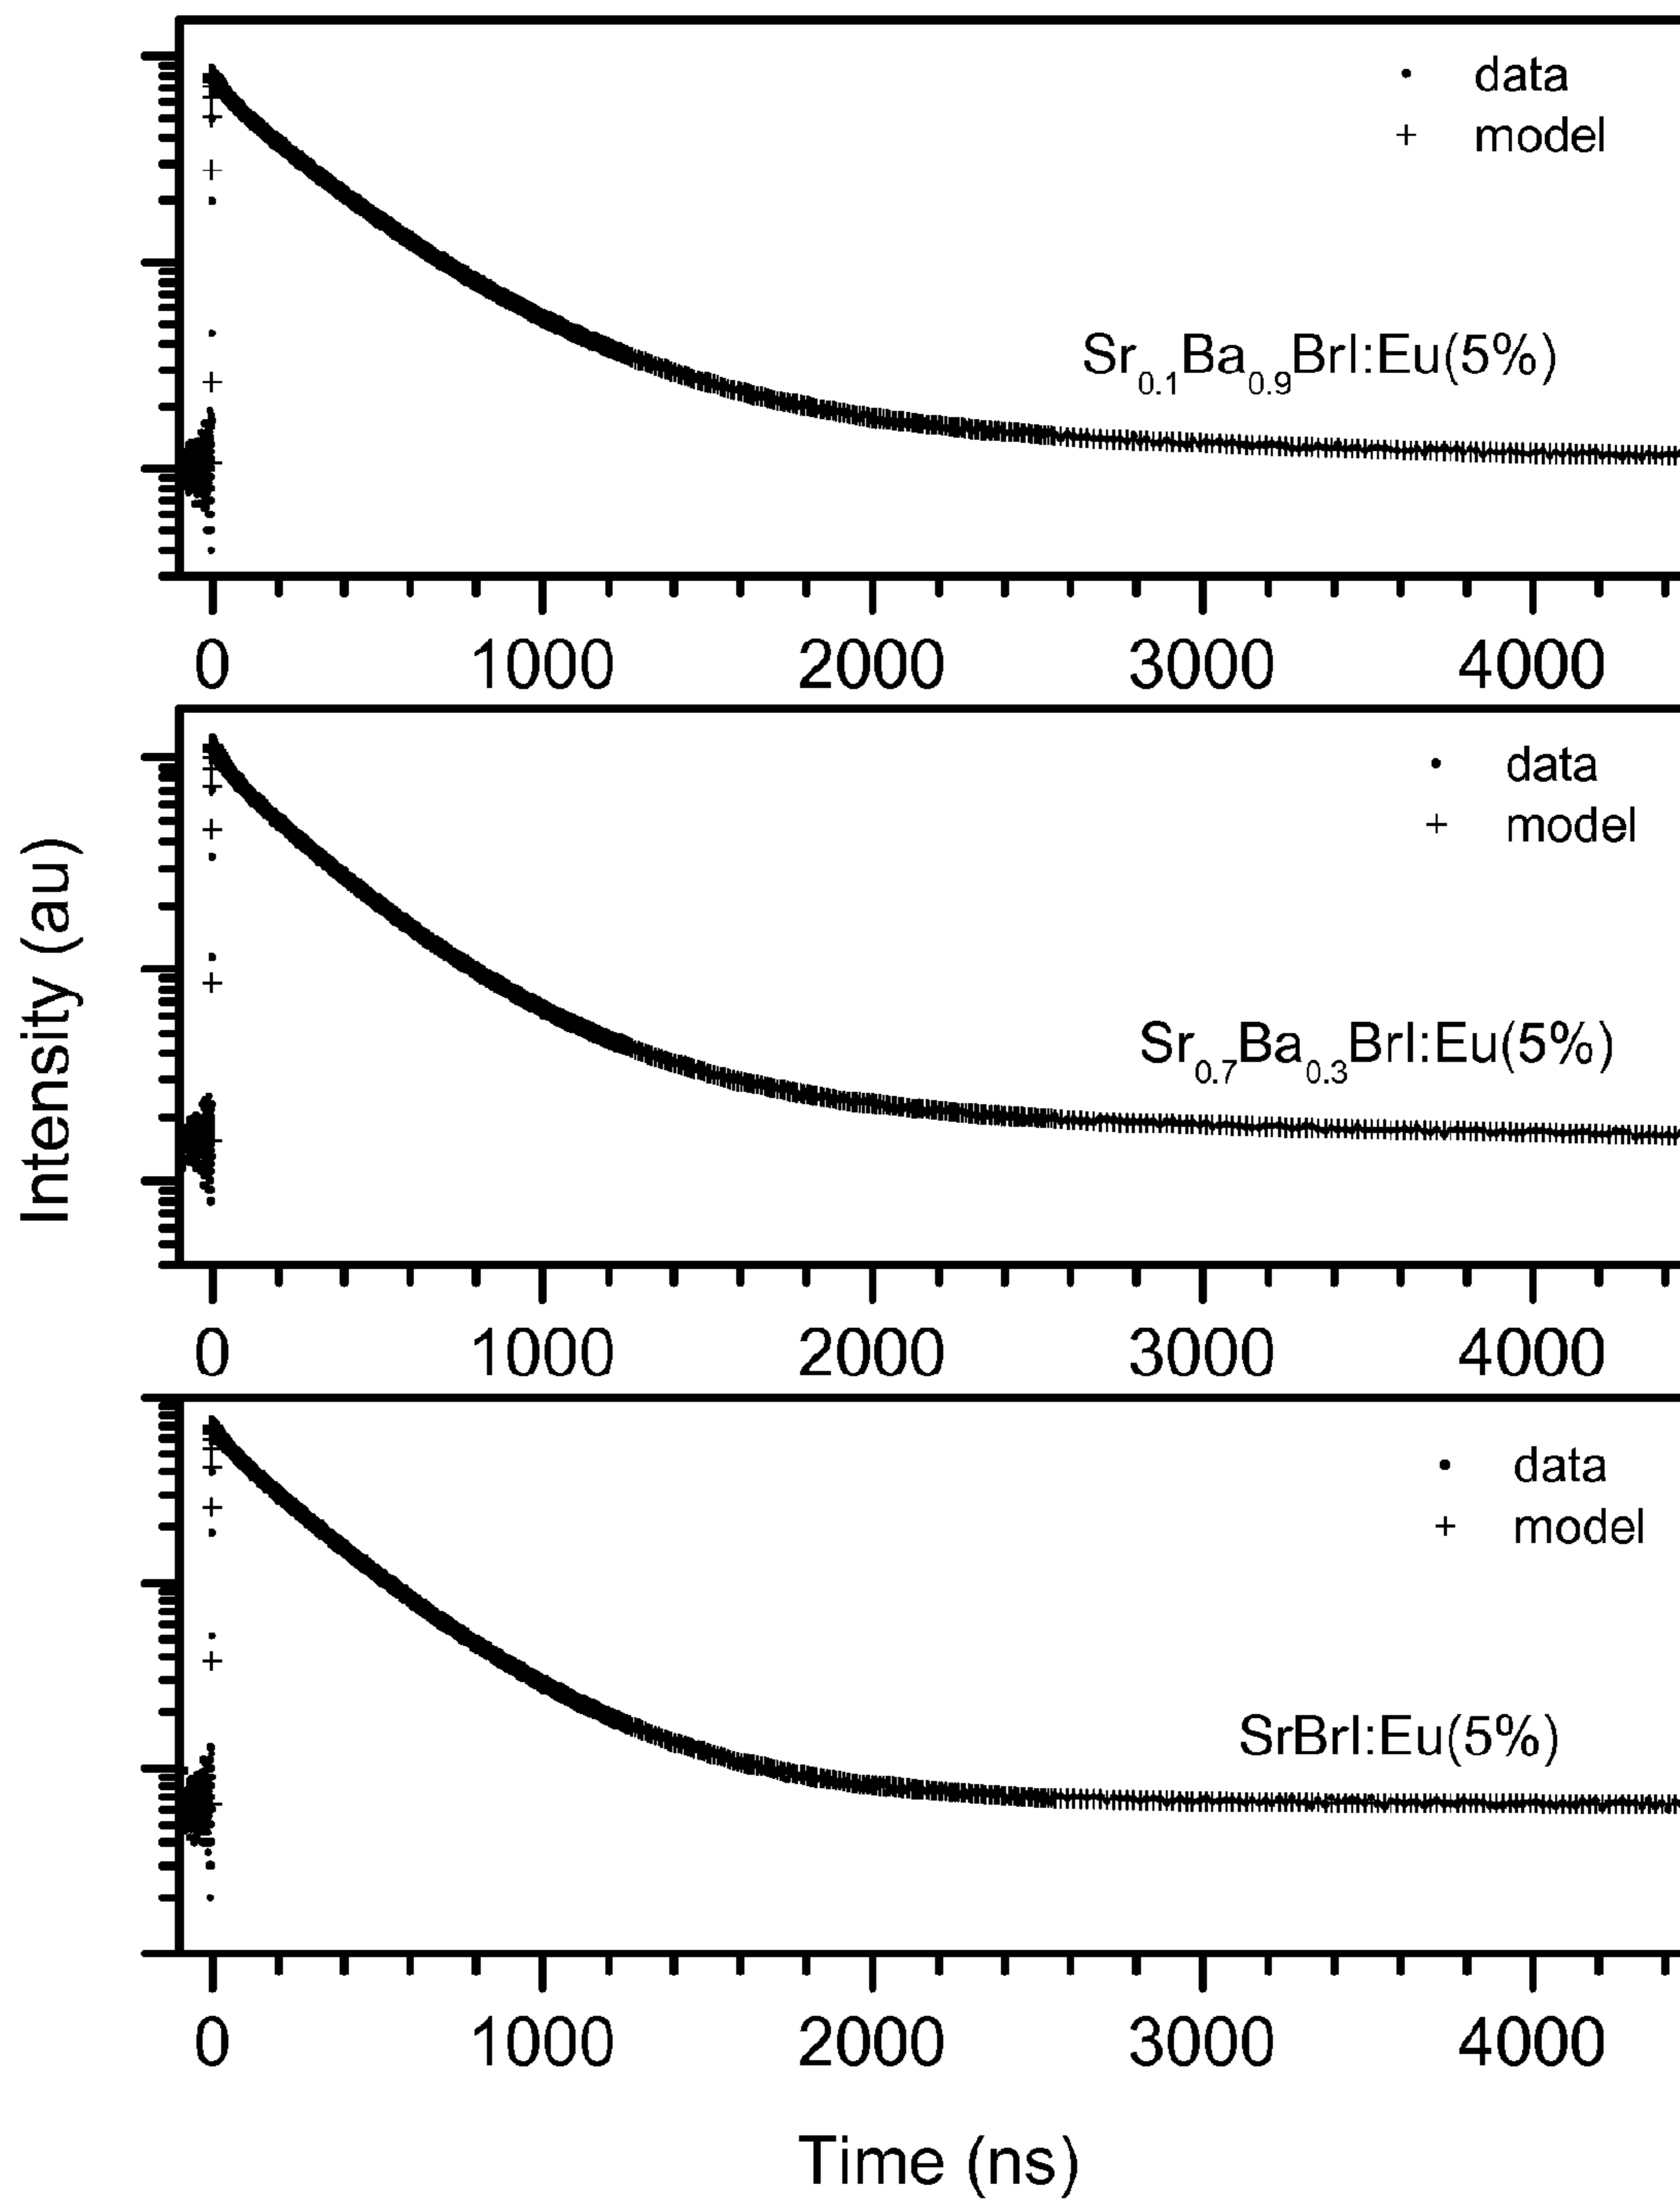 data
+ model
Sr0.1Ba0.9BrI:Eu(5%)
0 1000 2000 3000 4000
data
+ model
Sr0.7Ba0.3BrI:Eu(5%)
0 1000 2000 3000 4000
Intensity (au)
data
+ model
SrBrI:Eu(5%)
0 1000 2000 3000 4000
Time (ns)